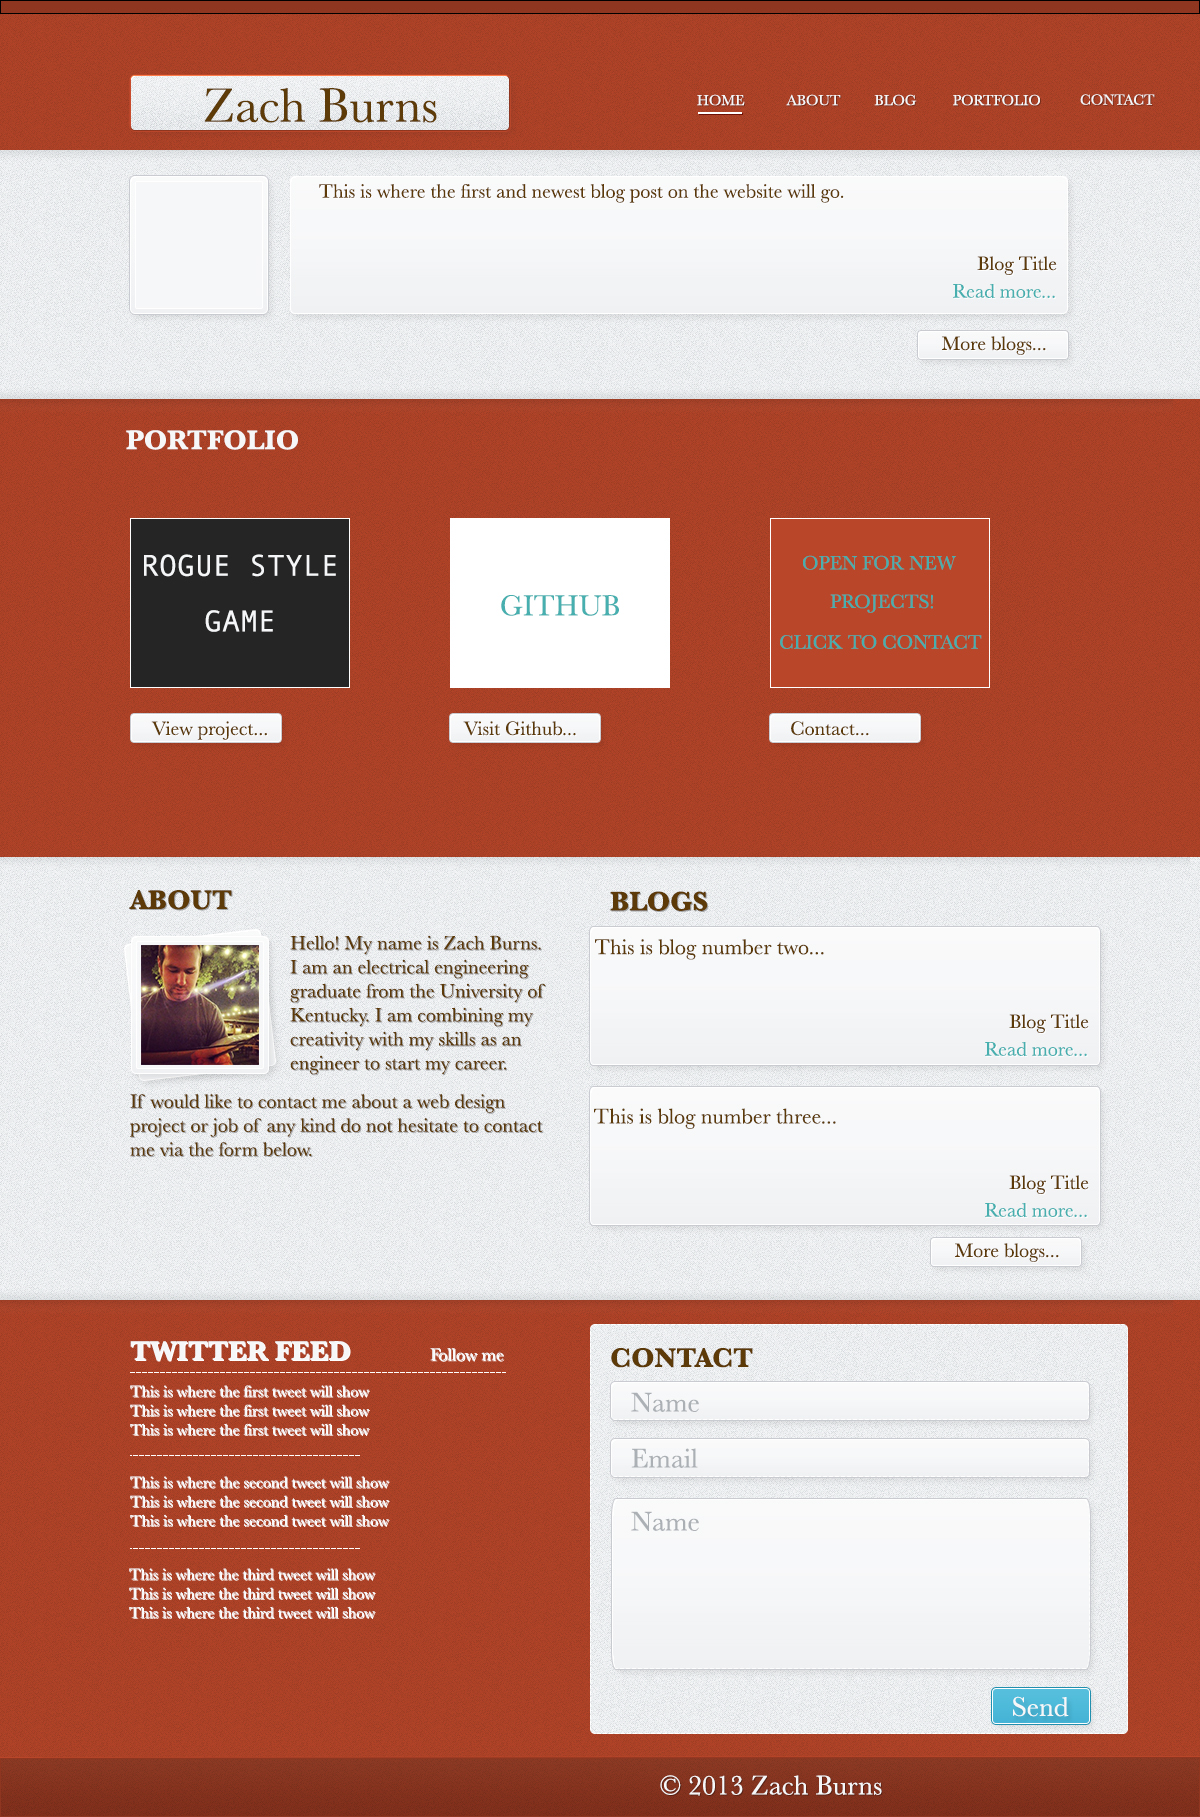 Zach Burns
HOME ABOUT BLOG PORTFOLIO CONTACT
This is where the first and newest blog post on the website will go.
Blog Title
Read more...
More blogs...
PORTFOLIO
ROGUE STYLE
GAME
GITHUB
OPEN FOR NEW
PROJECTS!
CLICK TO CONTACT
View project...
Visit Github...
Contact...
ABOUT
Hello! My name is Zach Burns.
I am an electrical engineering
graduate from the University of
Kentucky. I am combining my
creativity with my skills as an
engineer to start my career.
If would like to contact me about a web design
project or job of any kind do not hesitate to contact
me via the form below.
BLOGS
This is blog number two...
Blog Title
Read more...
This is blog number three...
Blog Title
Read more...
More blogs...
TWITTER FEED
Follow me
This is where the first tweet will show
This is where the first tweet will show
This is where the first tweet will show
This is where the second tweet will show
This is where the second tweet will show
This is where the second tweet will show
This is where the third tweet will show
This is where the third tweet will show
This is where the third tweet will show
CONTACT
Name
Email
Name
Send
© 2013 Zach Burns